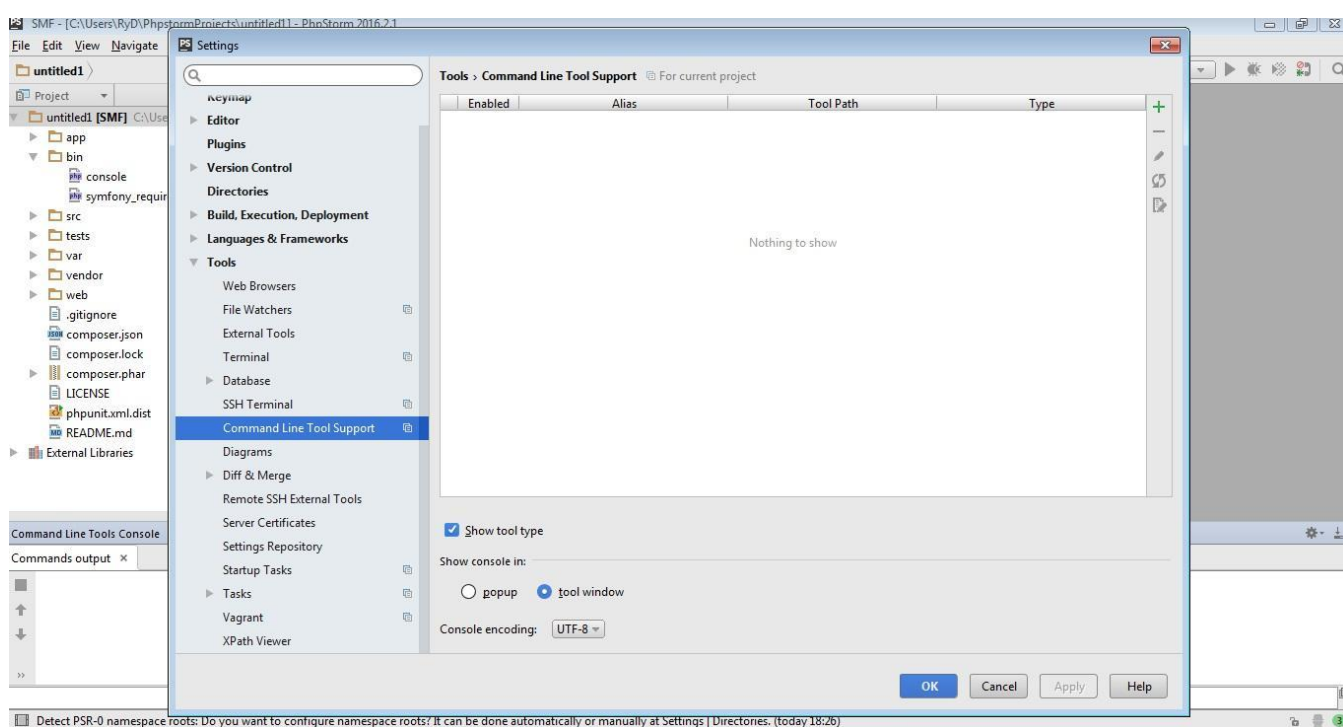 SMF - [C:\Users\RyD\PhpstormProjects\untitled1] - PhpStorm 2016.2.1
File Edit View Navigate
Settings
untitled1
Project
untitled1 [SMF] C:\Use
app
bin
console
symfony_requir
src
tests
var
vendor
web
.gitignore
composer.json
composer.lock
composer.phar
LICENSE
phpunit.xml.dist
README.md
External Libraries
Keymap
Editor
Plugins
Version Control
Directories
Build, Execution, Deployment
Languages & Frameworks
Tools
Web Browsers
File Watchers
External Tools
Terminal
Database
SSH Terminal
Command Line Tool Support
Diagrams
Diff & Merge
Remote SSH External Tools
Server Certificates
Settings Repository
Startup Tasks
Tasks
Vagrant
XPath Viewer
Tools › Command Line Tool Support For current project
Enabled Alias Tool Path Type
Nothing to show
Show tool type
Show console in:
popup tool window
Console encoding: UTF-8
OK Cancel Apply Help
Command Line Tools Console
Commands output ×
Detect PSR-0 namespace roots: Do you want to configure namespace roots? It can be done automatically or manually at Settings | Directories. (today 18:26)